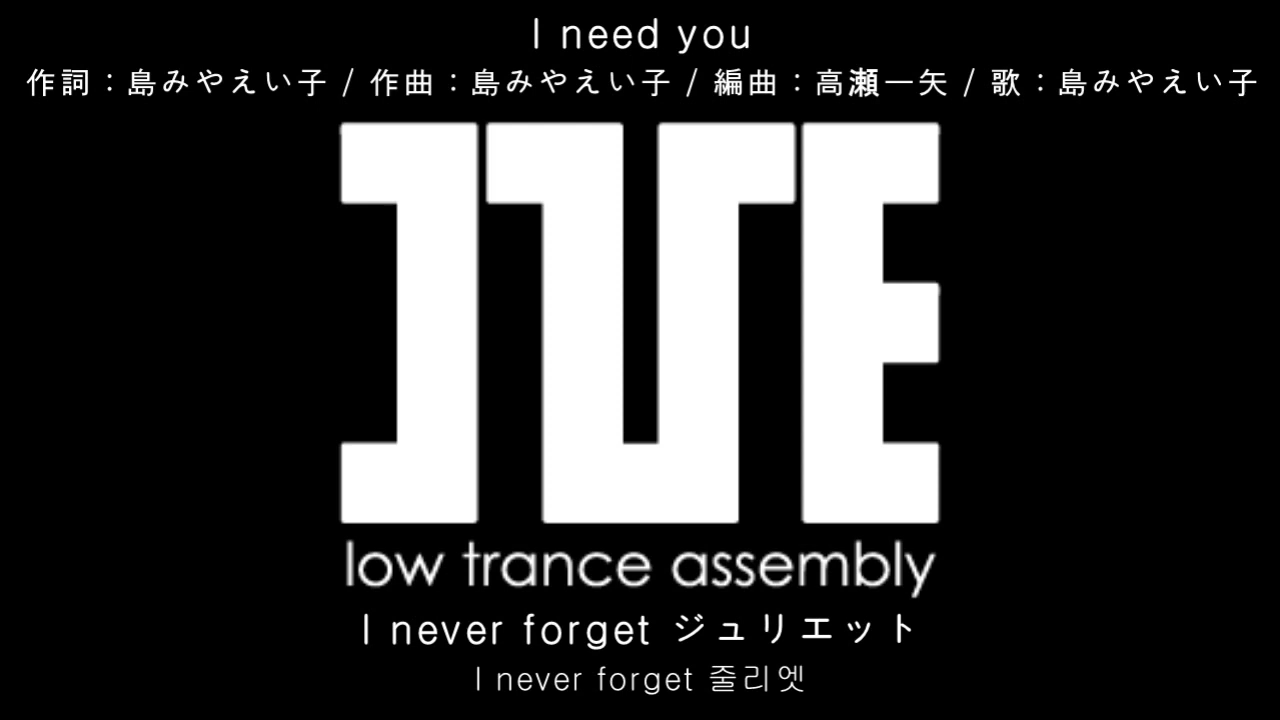 I need you
作詞：島みやえい子 / 作曲：島みやえい子 / 編曲：高瀬一矢 / 歌：島みやえい子
IVE
low trance assembly
I never forget ジュリエット
I never forget 줄리엣